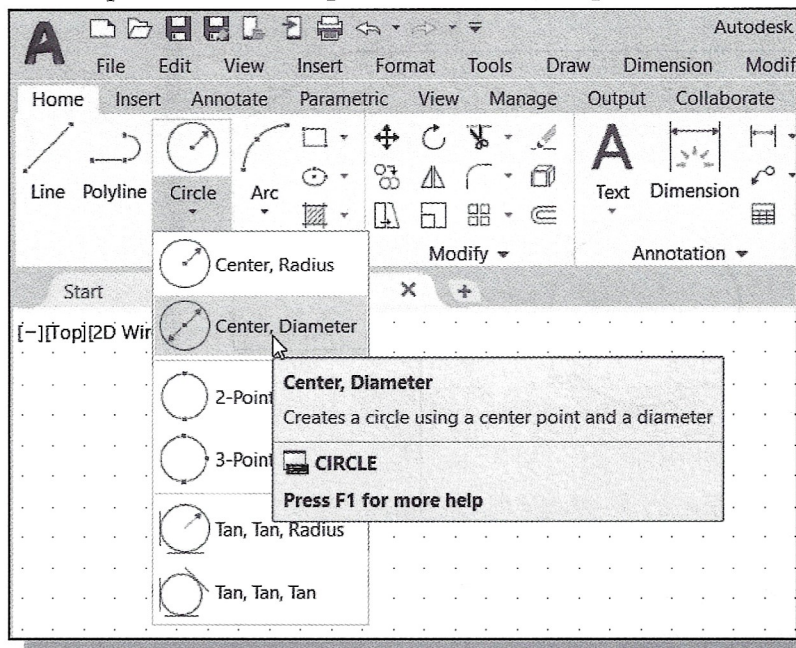 Autodesk
File Edit View Insert Format Tools Draw Dimension Modif
Home Insert Annotate Parametric View Manage Output Collaborate
Line Polyline Circle Arc Text Dimension
Modify Annotation
Center, Radius
Start
Center, Diameter
[−][Top][2D Wir
2-Point
3-Point
Tan, Tan, Radius
Tan, Tan, Tan
Center, Diameter
Creates a circle using a center point and a diameter
CIRCLE
Press F1 for more help